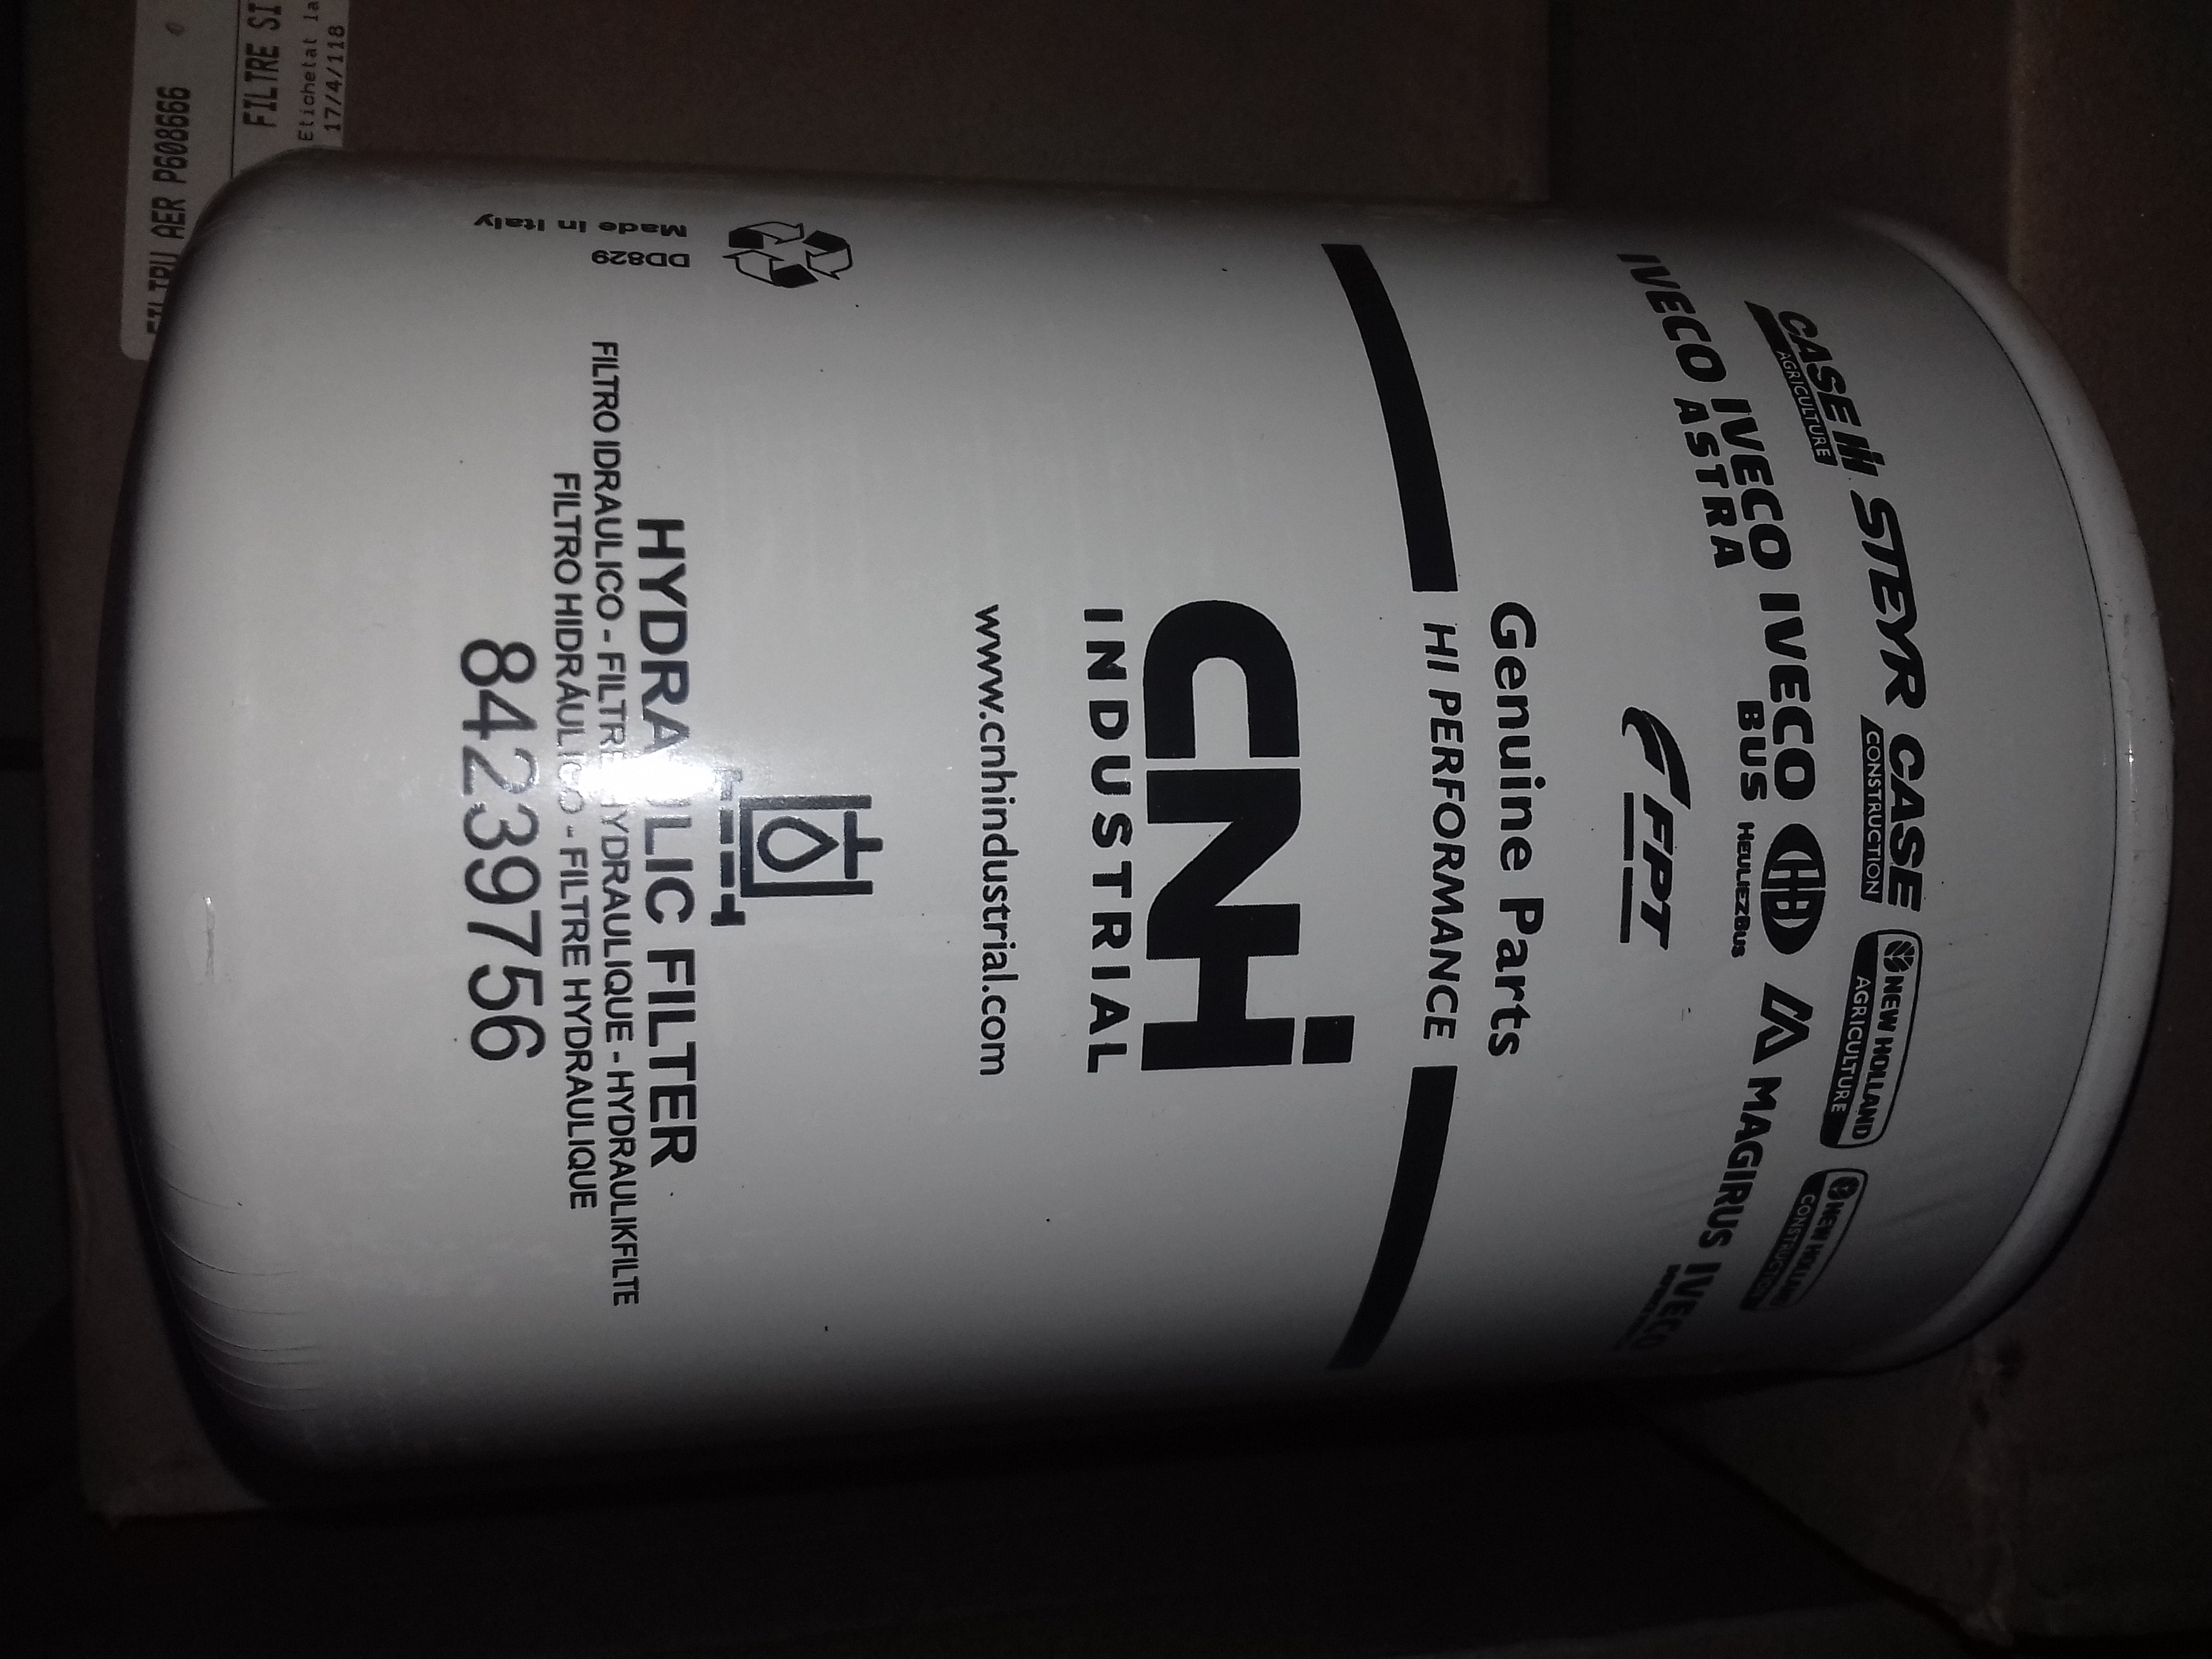 CASE IH AGRICULTURE STEYR CASE CONSTRUCTION NEW HOLLAND AGRICULTURE NEW HOLLAND CONSTRUCTION
IVECO IVECO ASTRA IVECO BUS HEULIEZBUS MAGIRUS IVECO
FPT
Genuine Parts
HI PERFORMANCE
CNH
INDUSTRIAL
www.cnhindustrial.com
HYDRAULIC FILTER
FILTRO IDRAULICO - FILTRE HYDRAULIQUE - HYDRAULIKFILTE
FILTRO HIDRÁULICO - FILTRE HYDRAULIQUE
84239756
DD829
Made in Italy
FILTRU AER P608666
FILTRE SI
Etichetat la
17/4/118